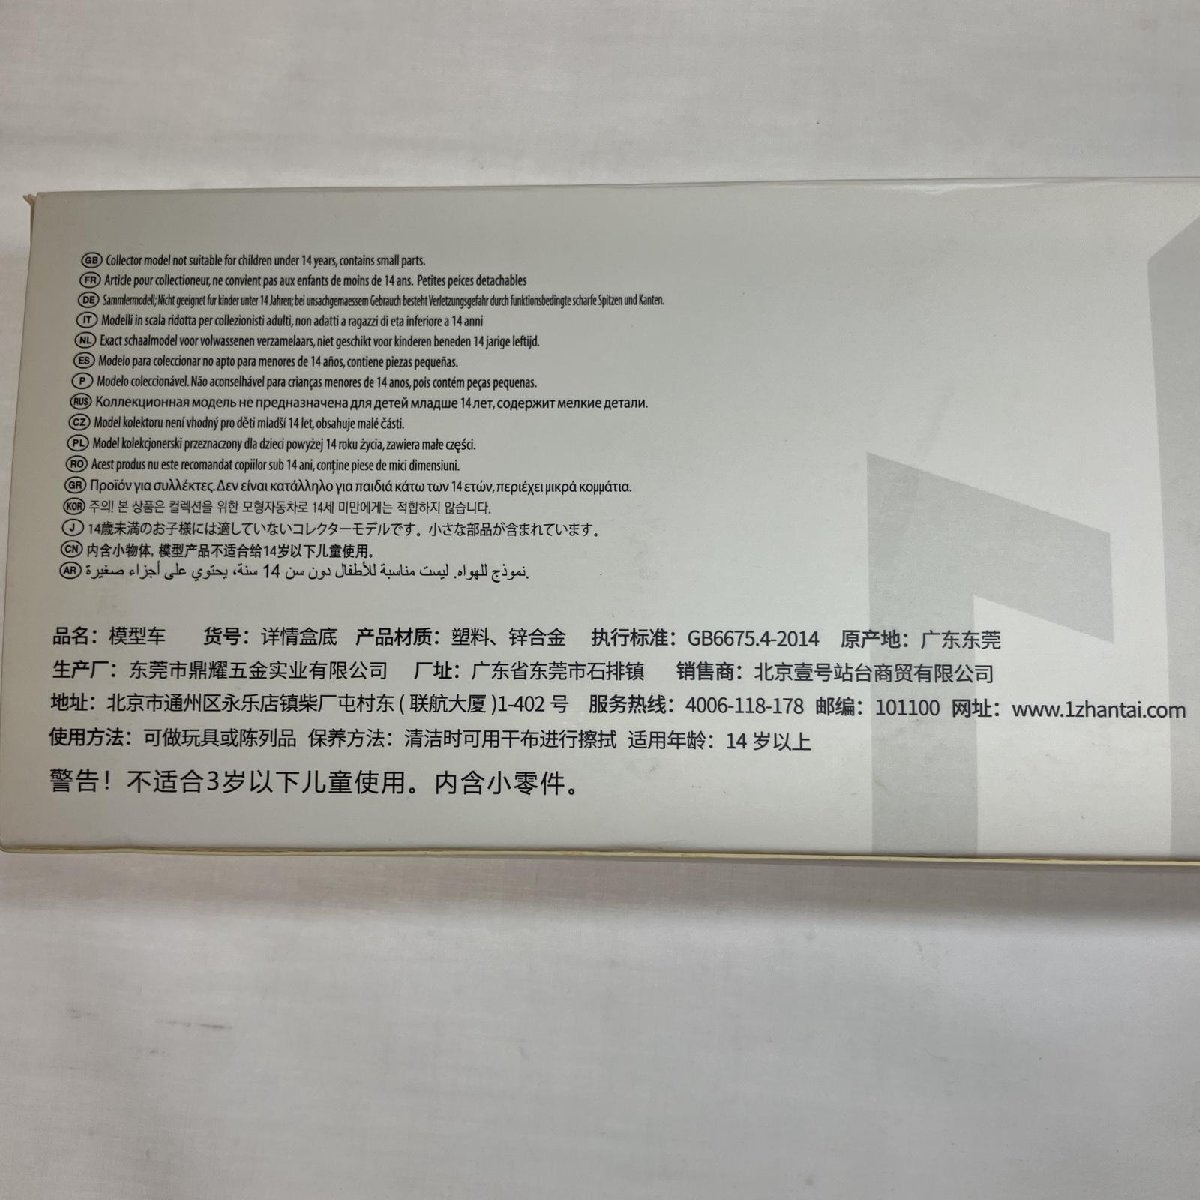 GB Collector model not suitable for children under 14 years, contains small parts.
FR Article pour collectioneur, ne convient pas aux enfants de moins de 14 ans. Petites peices detachables
DE Sammlermodell; Nicht geeignet fur kinder unter 14 Jahren; bei unsachgemaessem Gebrauch besteht Verletzungsgefahr durch funktionsbedingte scharfe Spitzen und Kanten.
IT Modelli in scala ridotta per collezionisti adulti, non adatti a ragazzi di eta inferiore a 14 anni
NL Exact schaalmodel voor volwassenen verzamelaars, niet geschikt voor kinderen beneden 14 jarige leftijd.
ES Modelo para coleccionar no apto para menores de 14 años, contiene piezas pequeñas.
P Modelo coleccionável. Não aconselhável para crianças menores de 14 anos, pois contém peças pequenas.
RUS Коллекционная модель не предназначена для детей младше 14 лет, содержит мелкие детали.
CZ Model kolektoru není vhodný pro děti mladší 14 let, obsahuje malé části.
PL Model kolekcjonerski przeznaczony dla dzieci powyżej 14 roku życia, zawiera małe części.
RO Acest produs nu este recomandat copiilor sub 14 ani, conține piese de mici dimensiuni.
GR Προϊόν για συλλέκτες. Δεν είναι κατάλληλο για παιδιά κάτω των 14 ετών, περιέχει μικρά κομμάτια.
KOR 주의! 본 상품은 컬렉션을 위한 모형자동차로 14세 미만에게는 적합하지 않습니다.
J 14歳未満のお子様には適していないコレクターモデルです。小さな部品が含まれています。
CN 内含小物体，模型产品不适合给14岁以下儿童使用。
AR نموذج للهواه. ليست مناسبة للأطفال دون سن 14 سنة، يحتوي على أجزاء صغيرة.
品名：模型车 货号：详情盒底 产品材质：塑料、锌合金 执行标准：GB6675.4-2014 原产地：广东东莞
生产厂：东莞市鼎耀五金实业有限公司 厂址：广东省东莞市石排镇 销售商：北京壹号站台商贸有限公司
地址：北京市通州区永乐店镇柴厂屯村东(联航大厦)1-402号 服务热线：4006-118-178 邮编：101100 网址：www.1zhantai.com
使用方法：可做玩具或陈列品 保养方法：清洁时可用干布进行擦拭 适用年龄：14岁以上
警告！不适合3岁以下儿童使用。内含小零件。